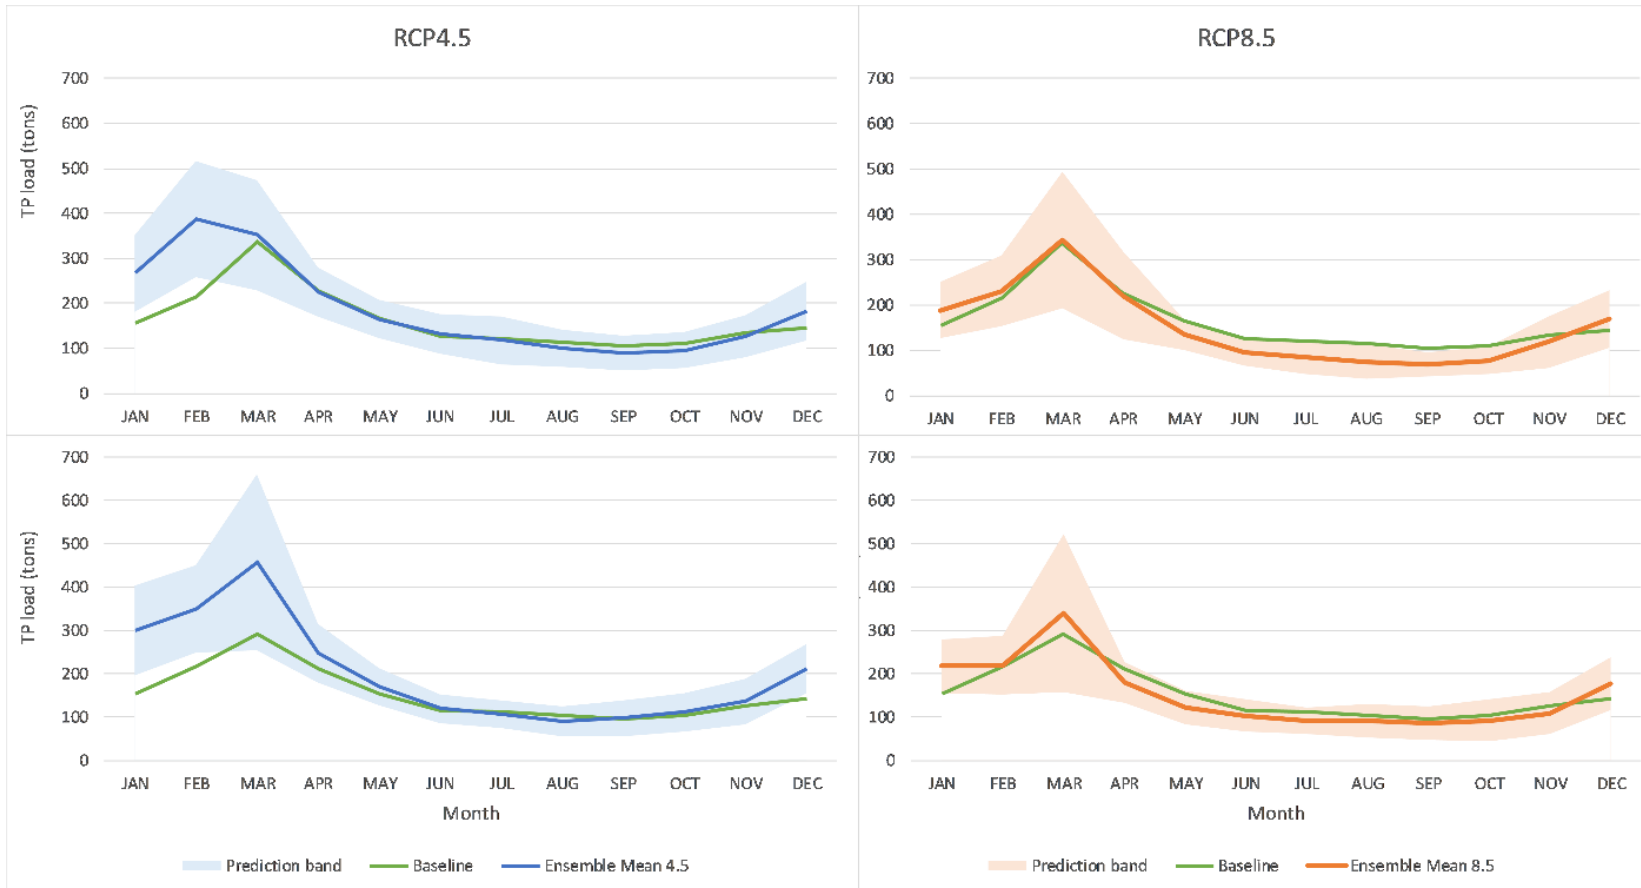 RCP4.5
RCP8.5
TP load (tons)
700
600
500
400
300
200
100
0
JAN FEB MAR APR MAY JUN JUL AUG SEP OCT NOV DEC
700
600
500
400
300
200
100
0
JAN FEB MAR APR MAY JUN JUL AUG SEP OCT NOV DEC
TP load (tons)
700
600
500
400
300
200
100
0
JAN FEB MAR APR MAY JUN JUL AUG SEP OCT NOV DEC
Month
700
600
500
400
300
200
100
0
JAN FEB MAR APR MAY JUN JUL AUG SEP OCT NOV DEC
Month
Prediction band Baseline Ensemble Mean 4.5
Prediction band Baseline Ensemble Mean 8.5